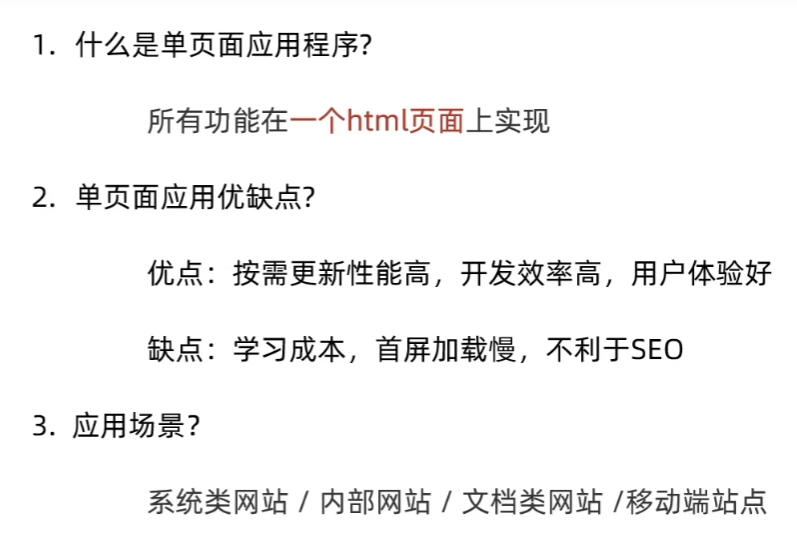 1. 什么是单页面应用程序?
所有功能在一个html页面上实现
2. 单页面应用优缺点?
优点：按需更新性能高，开发效率高，用户体验好
缺点：学习成本，首屏加载慢，不利于SEO
3. 应用场景?
系统类网站 / 内部网站 / 文档类网站 /移动端站点